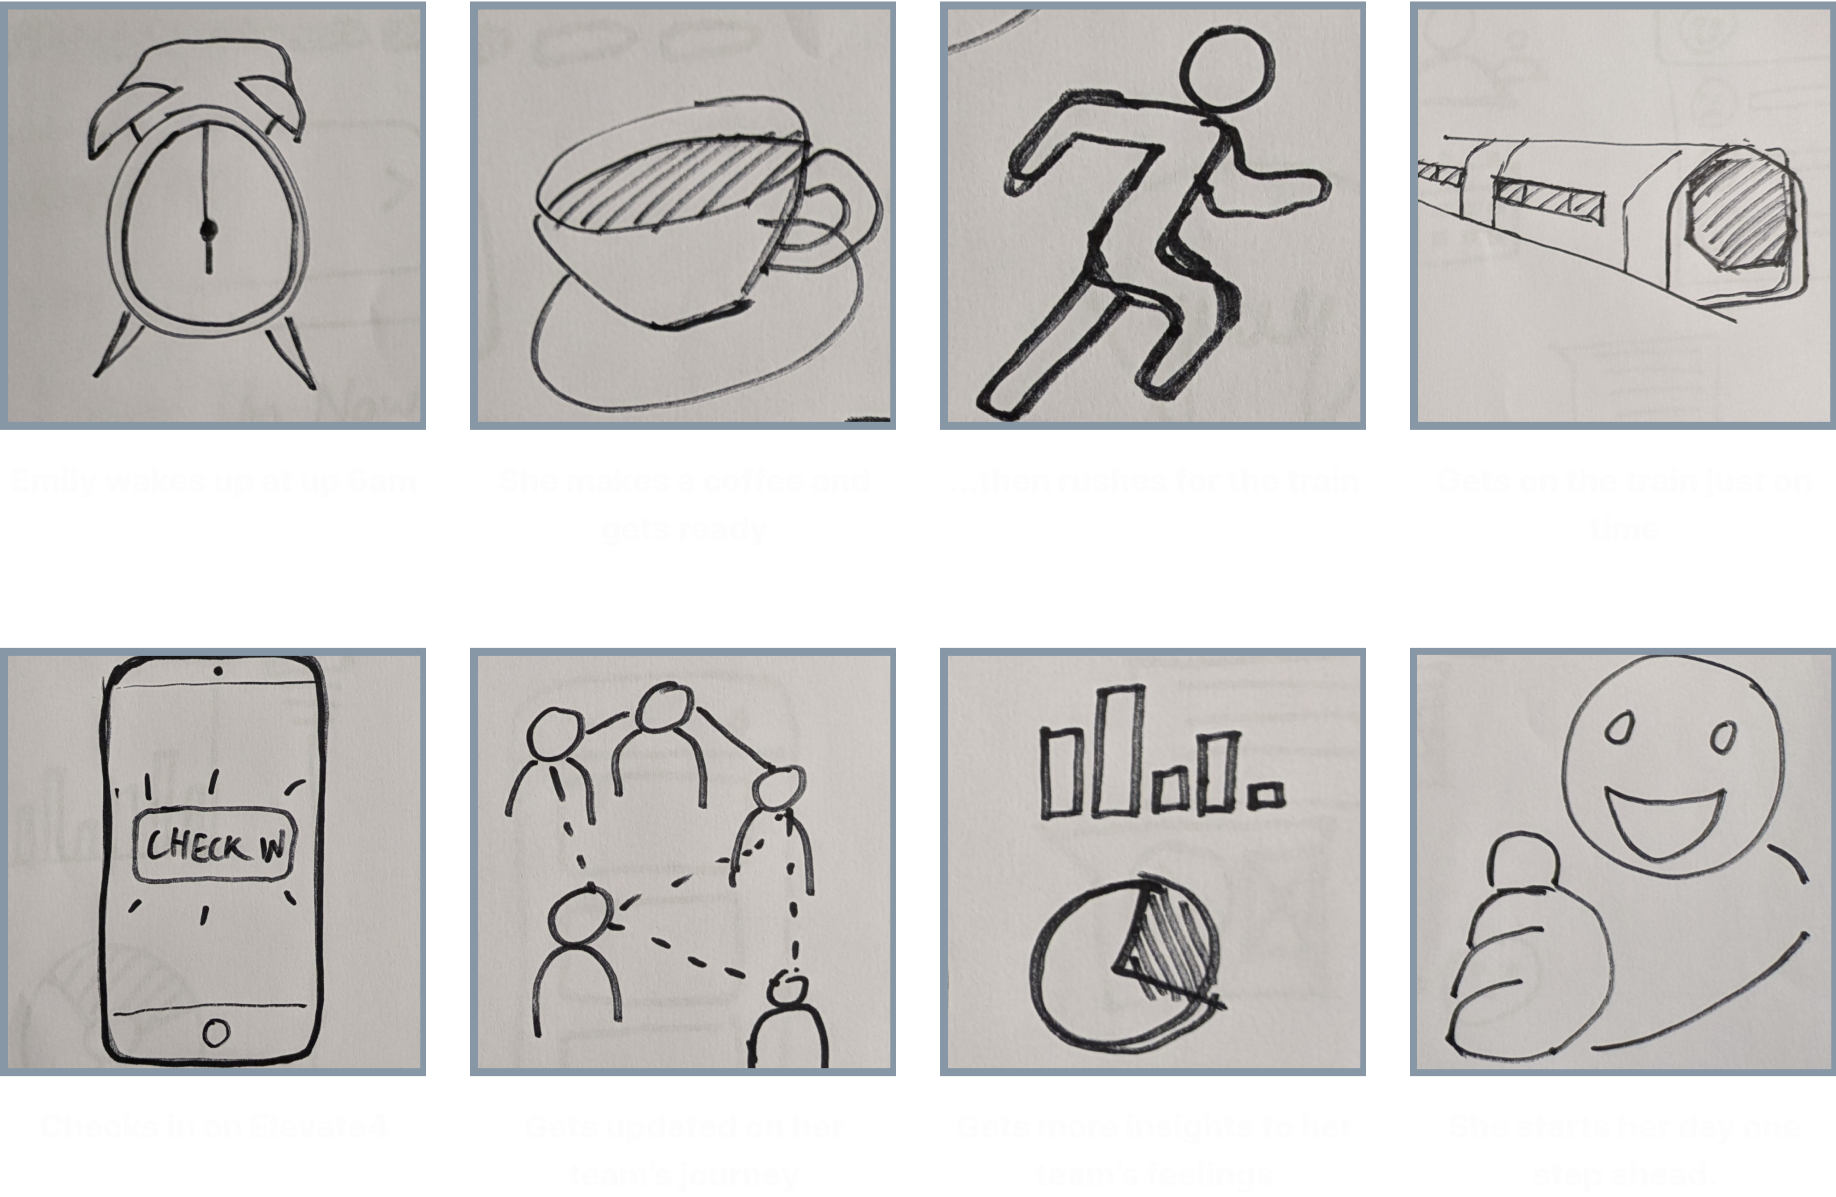 Emily wakes up at up 6am
She makes a coffee and
gets ready
...then rushes for the train
Gets on the train just on
time
CHECK IN
Checks in on Elevate4
Gets updated on her
team's journey
Gets more insights to her
team's feelings
She starts her day one
step ahead.